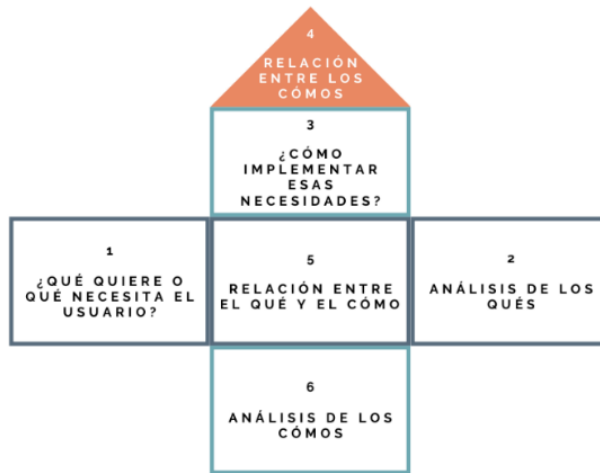 4
RELACIÓN
ENTRE LOS
CÓMOS
3
¿CÓMO
IMPLEMENTAR
ESAS
NECESIDADES?
1
¿QUÉ QUIERE O
QUÉ NECESITA EL
USUARIO?
5
RELACIÓN ENTRE
EL QUÉ Y EL CÓMO
2
ANÁLISIS DE LOS
QUÉS
6
ANÁLISIS DE LOS
CÓMOS